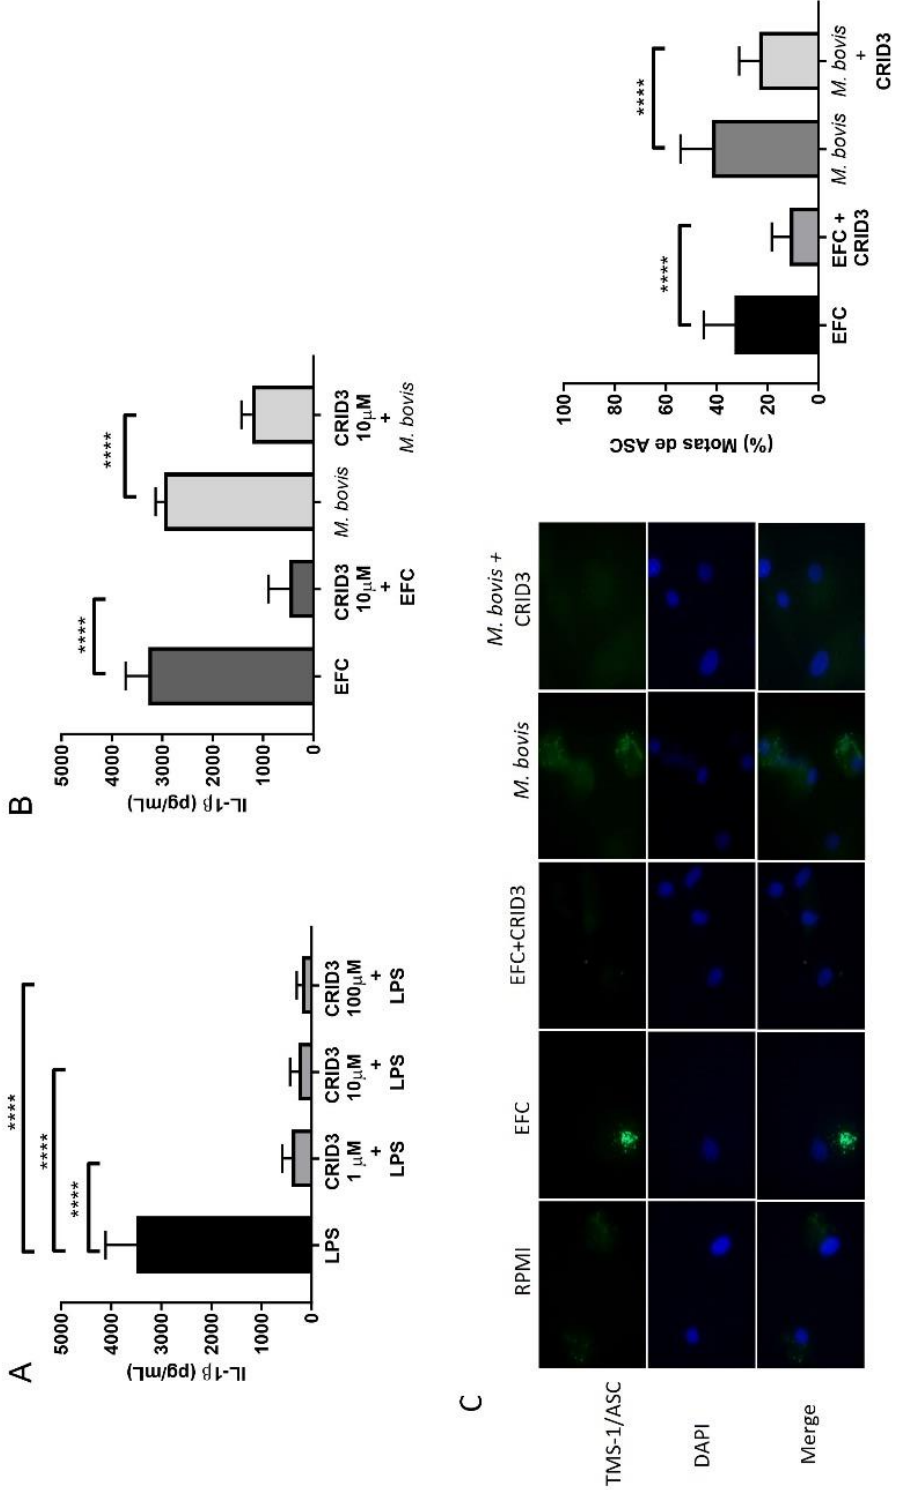 A
IL-1β (pg/mL)
5000
4000
3000
2000
1000
0
****
****
****
LPS
CRID3
1 μM
+
LPS
CRID3
10μM
+
LPS
CRID3
100μM
+
LPS
B
IL-1β (pg/mL)
5000
4000
3000
2000
1000
0
****
****
EFC
CRID3
10μM
+
EFC
M. bovis
CRID3
10μM
+
M. bovis
C
RPMI
EFC
EFC+CRID3
M. bovis
M. bovis +
CRID3
TMS-1/ASC
DAPI
Merge
(%) Motas de ASC
100
80
60
40
20
0
****
****
EFC
EFC +
CRID3
M. bovis
M. bovis
+
CRID3